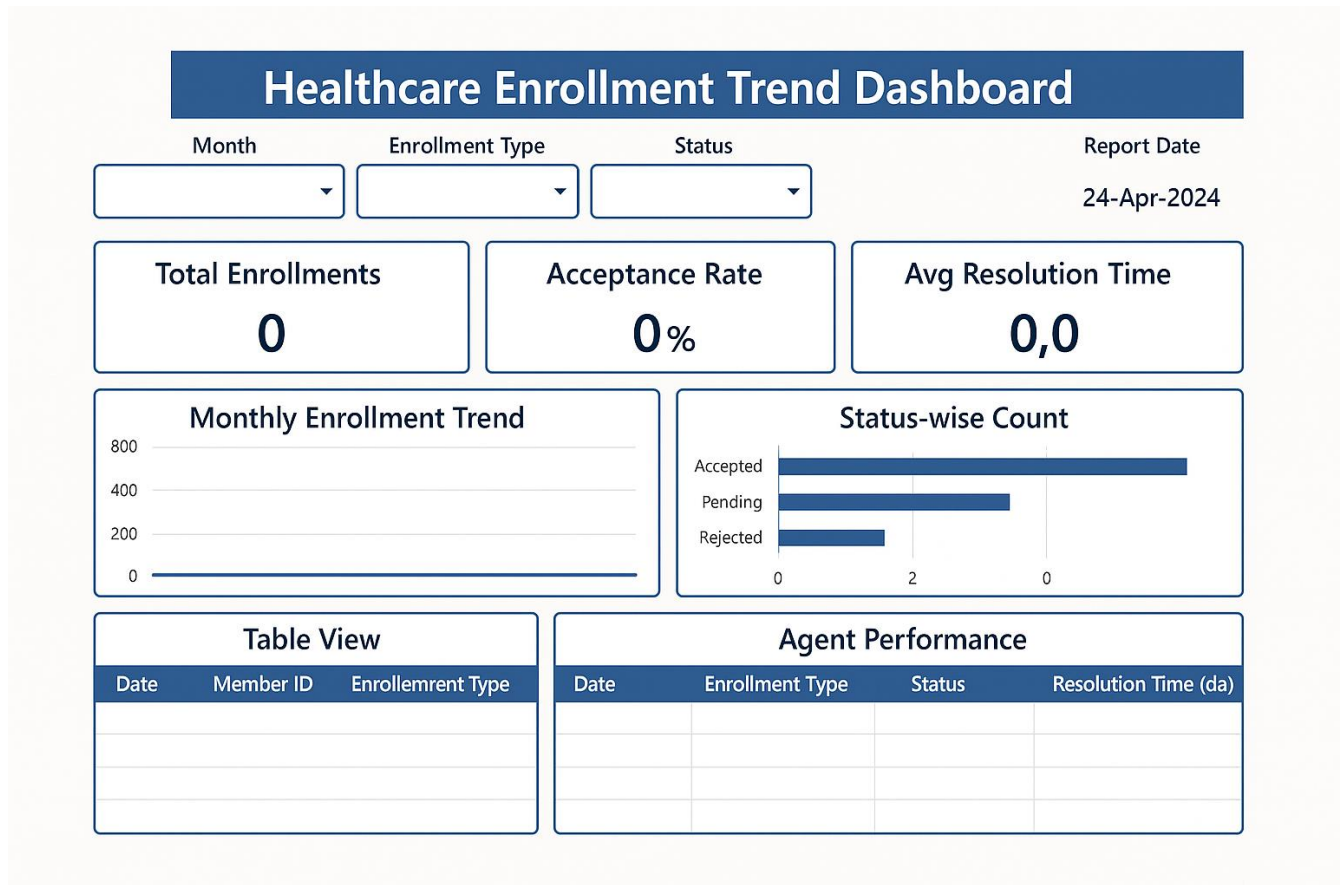 Healthcare Enrollment Trend Dashboard
Month Enrollment Type Status Report Date
24-Apr-2024
Total Enrollments Acceptance Rate Avg Resolution Time
0 0% 0,0
Monthly Enrollment Trend
800
400
200
0
Status-wise Count
Accepted
Pending
Rejected
0 2 0
Table View
Date Member ID Enrollemrent Type
Agent Performance
Date Enrollment Type Status Resolution Time (da)